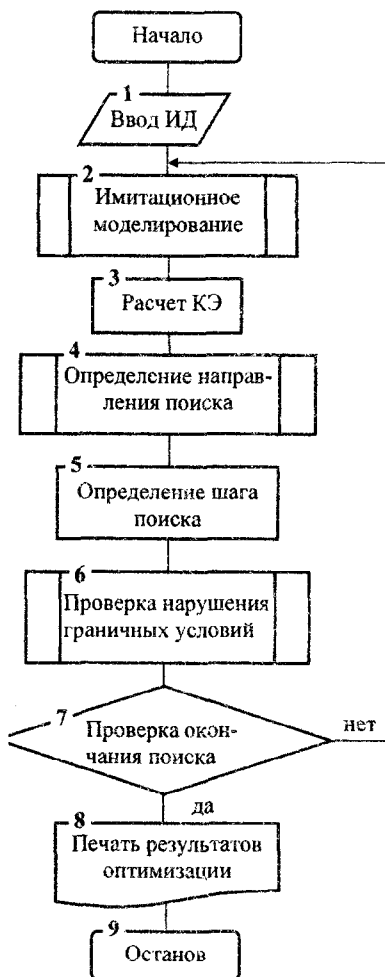 Начало
1
Ввод ИД
2
Имитационное
моделирование
3
Расчет КЭ
4
Определение направ-
ления поиска
5
Определение шага
поиска
6
Проверка нарушения
граничных условий
7
Проверка окон-
чания поиска
нет
да
8
Печать результатов
оптимизации
9
Останов